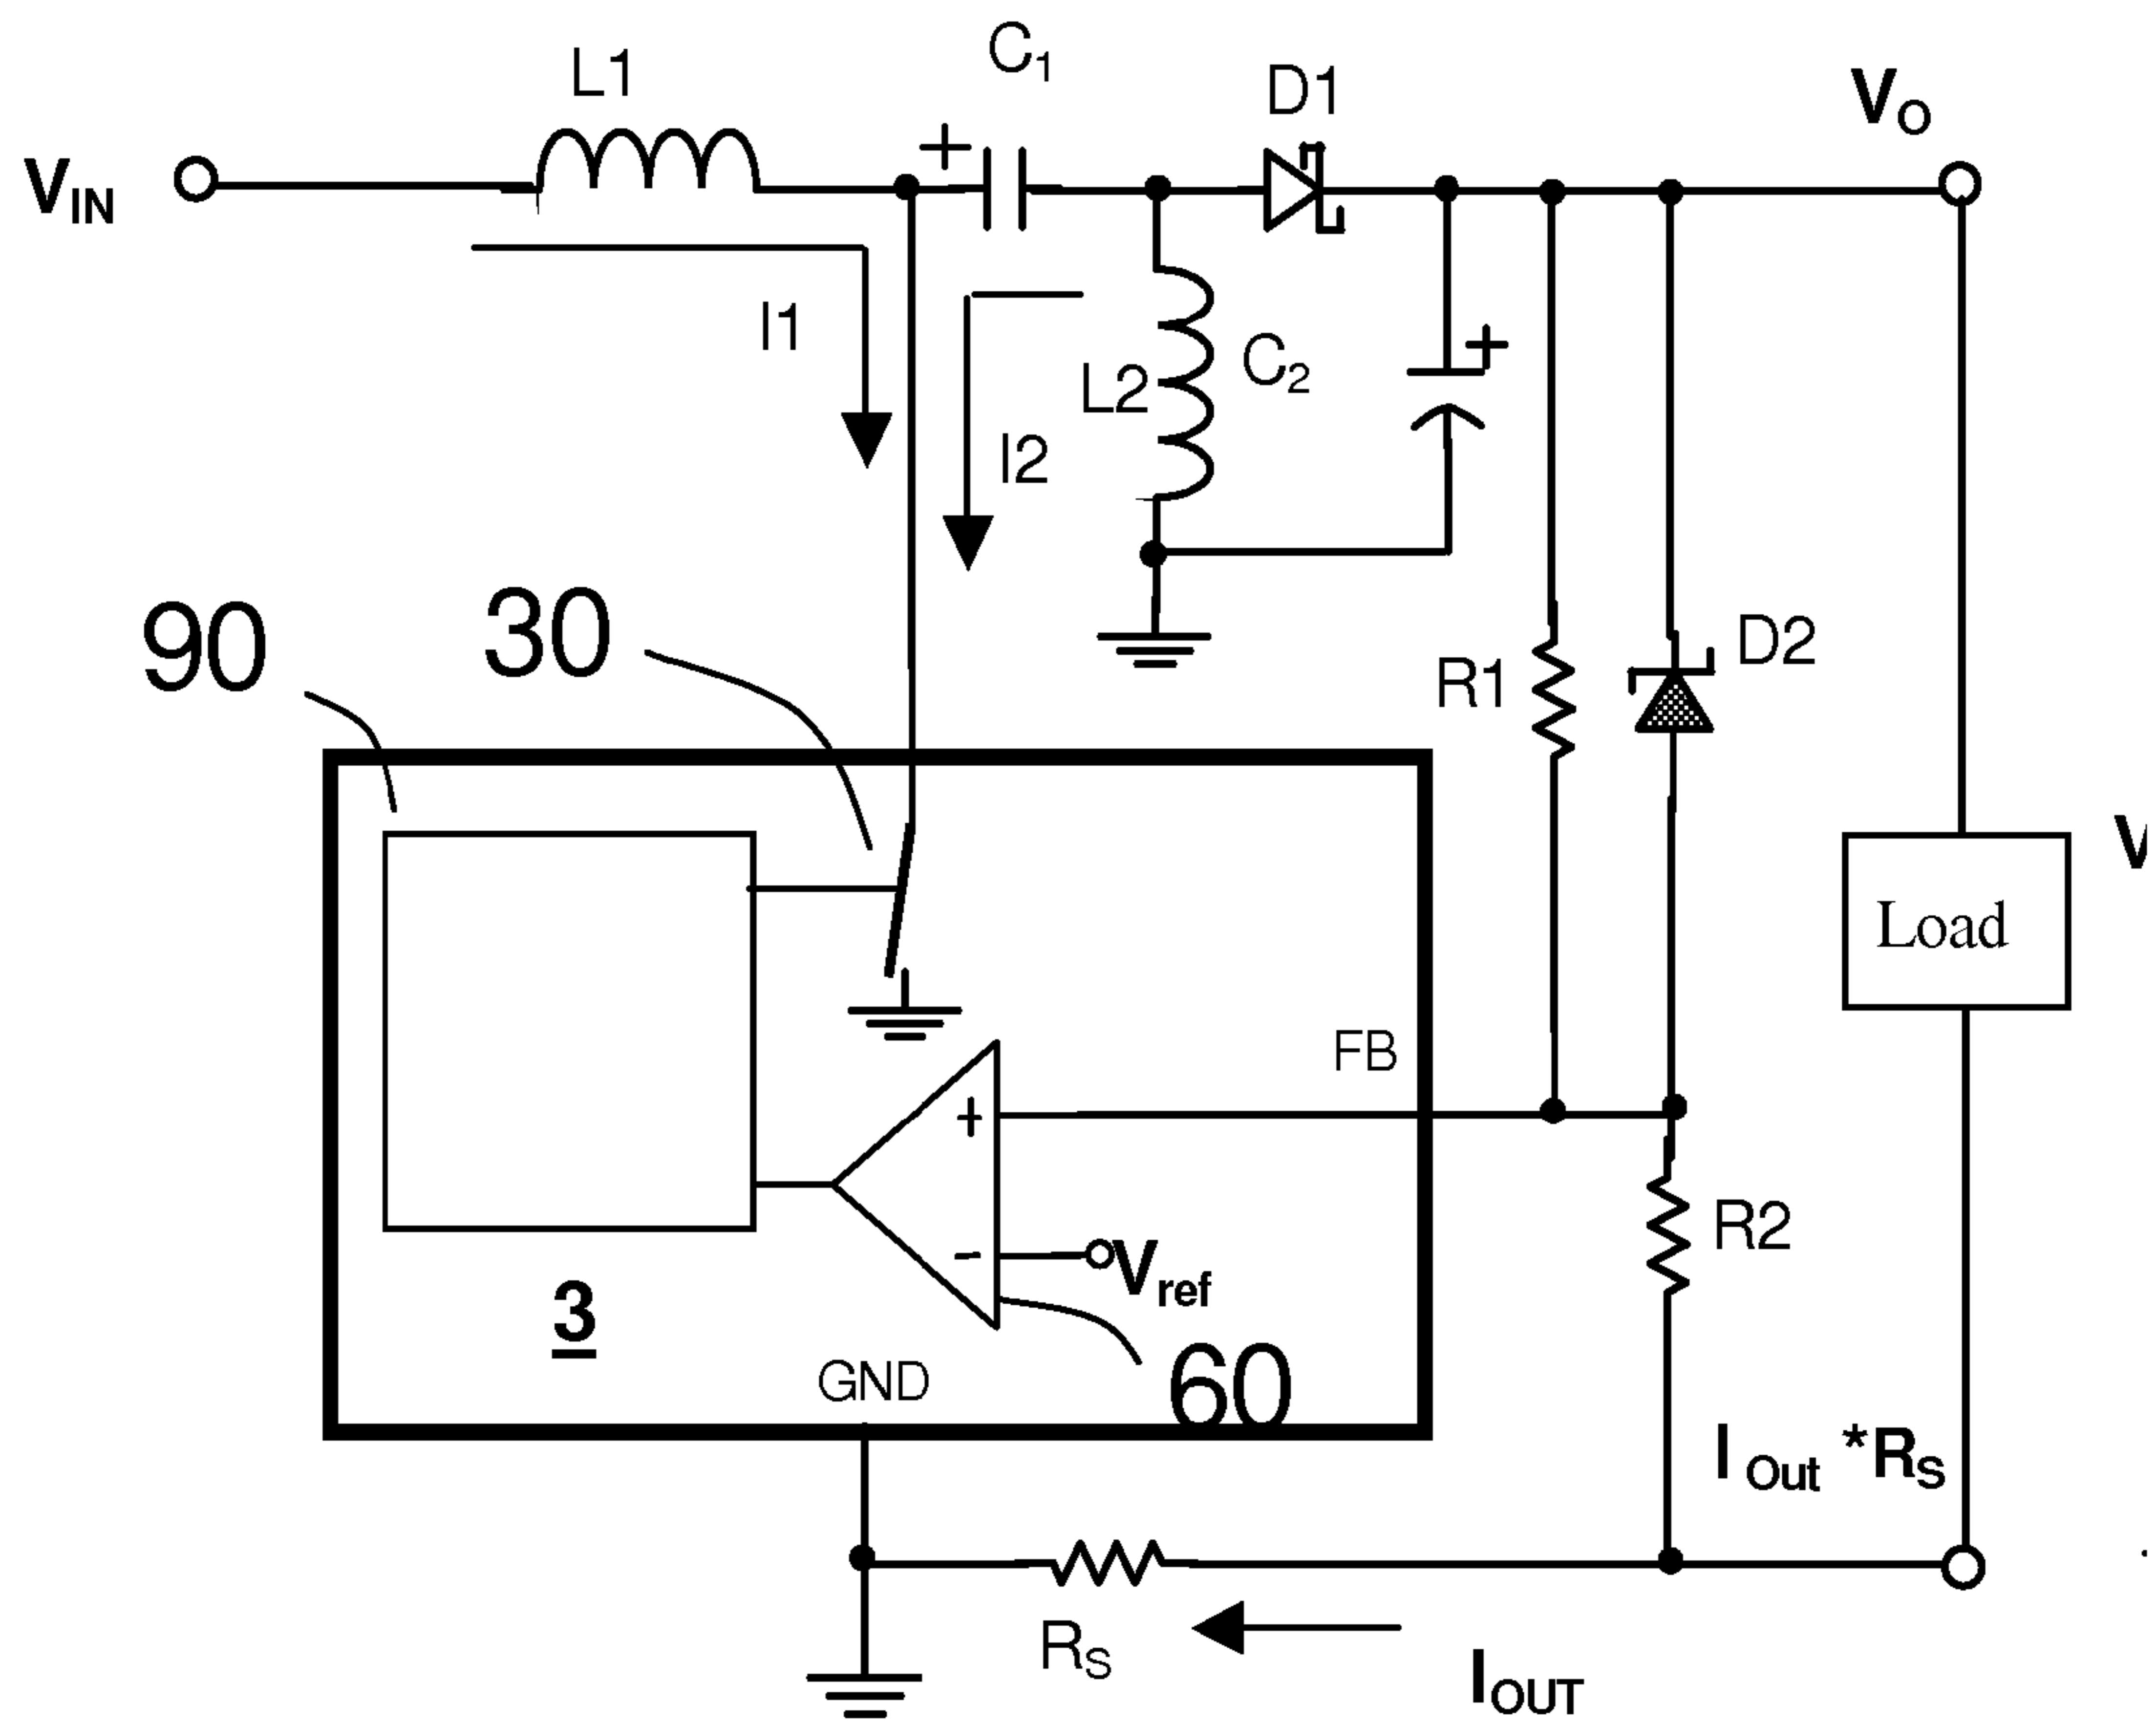 L1
C1
D1
VO
VIN
+
I1
I2
L2
C2
+
90
30
R1
D2
Load
V
FB
+
-
Vref
R2
3
GND
60
I Out *RS
RS
IOUT